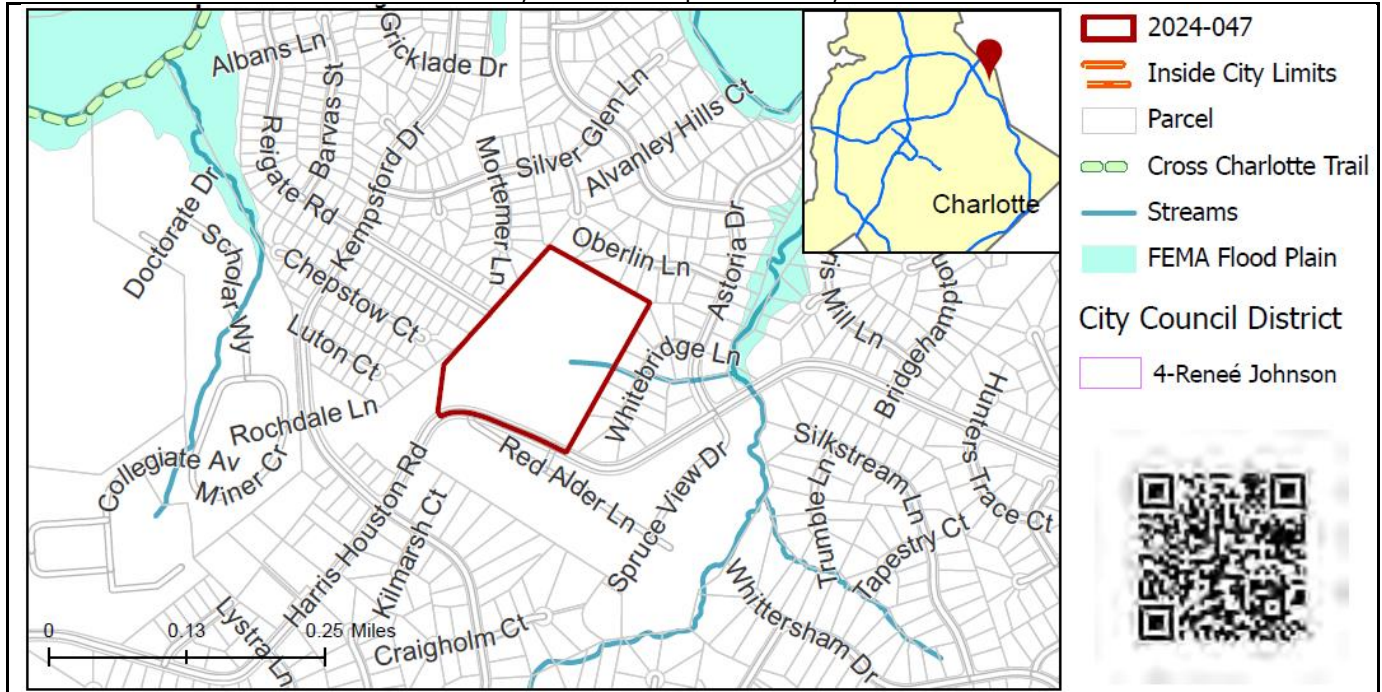 Albans Ln
Gricklade Dr
Barvas St
Reigate Rd
Kempsford Dr
Mortemer Ln
Silver Glen Ln
Alvanley Hills Ct
Doctorate Dr
Scholar Wy
Chepstow Ct
Luton Ct
Oberlin Ln
Astoria Dr
Whitebridge Ln
Mill Ln
Bridgehampton
Hunters Trace Ct
Rochdale Ln
Collegiate Av
Miner Cr
Red Alder Ln
Spruce View Dr
Silkstream Ln
Trumble Ln
Tapestry Ct
Harris Houston Rd
Kilmarsh Ct
Craigholm Ct
Lystra Ln
Whittersham Dr
0 0.13 0.25 Miles
Charlotte
2024-047
Inside City Limits
Parcel
Cross Charlotte Trail
Streams
FEMA Flood Plain
City Council District
4-Reneé Johnson